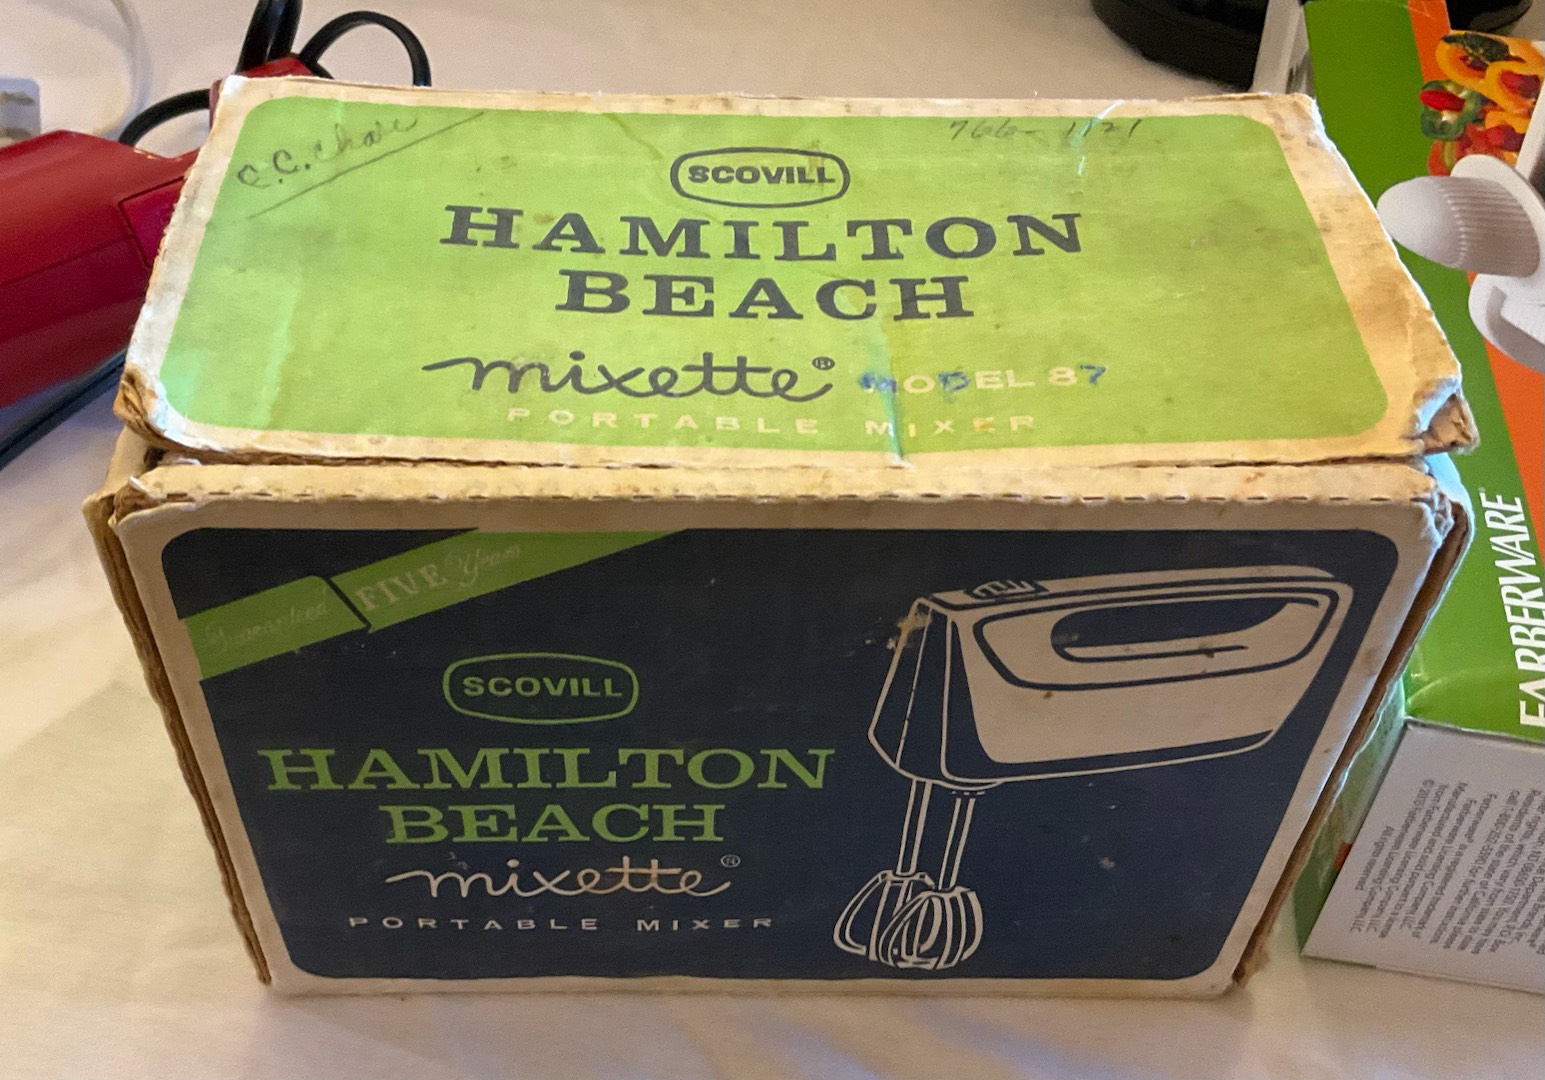 C.C. Chase
766-1121
SCOVILL
HAMILTON
BEACH
mixette® MODEL 87
PORTABLE MIXER
Guaranteed FIVE Years
SCOVILL
HAMILTON
BEACH
mixette®
PORTABLE MIXER
FARBERWARE